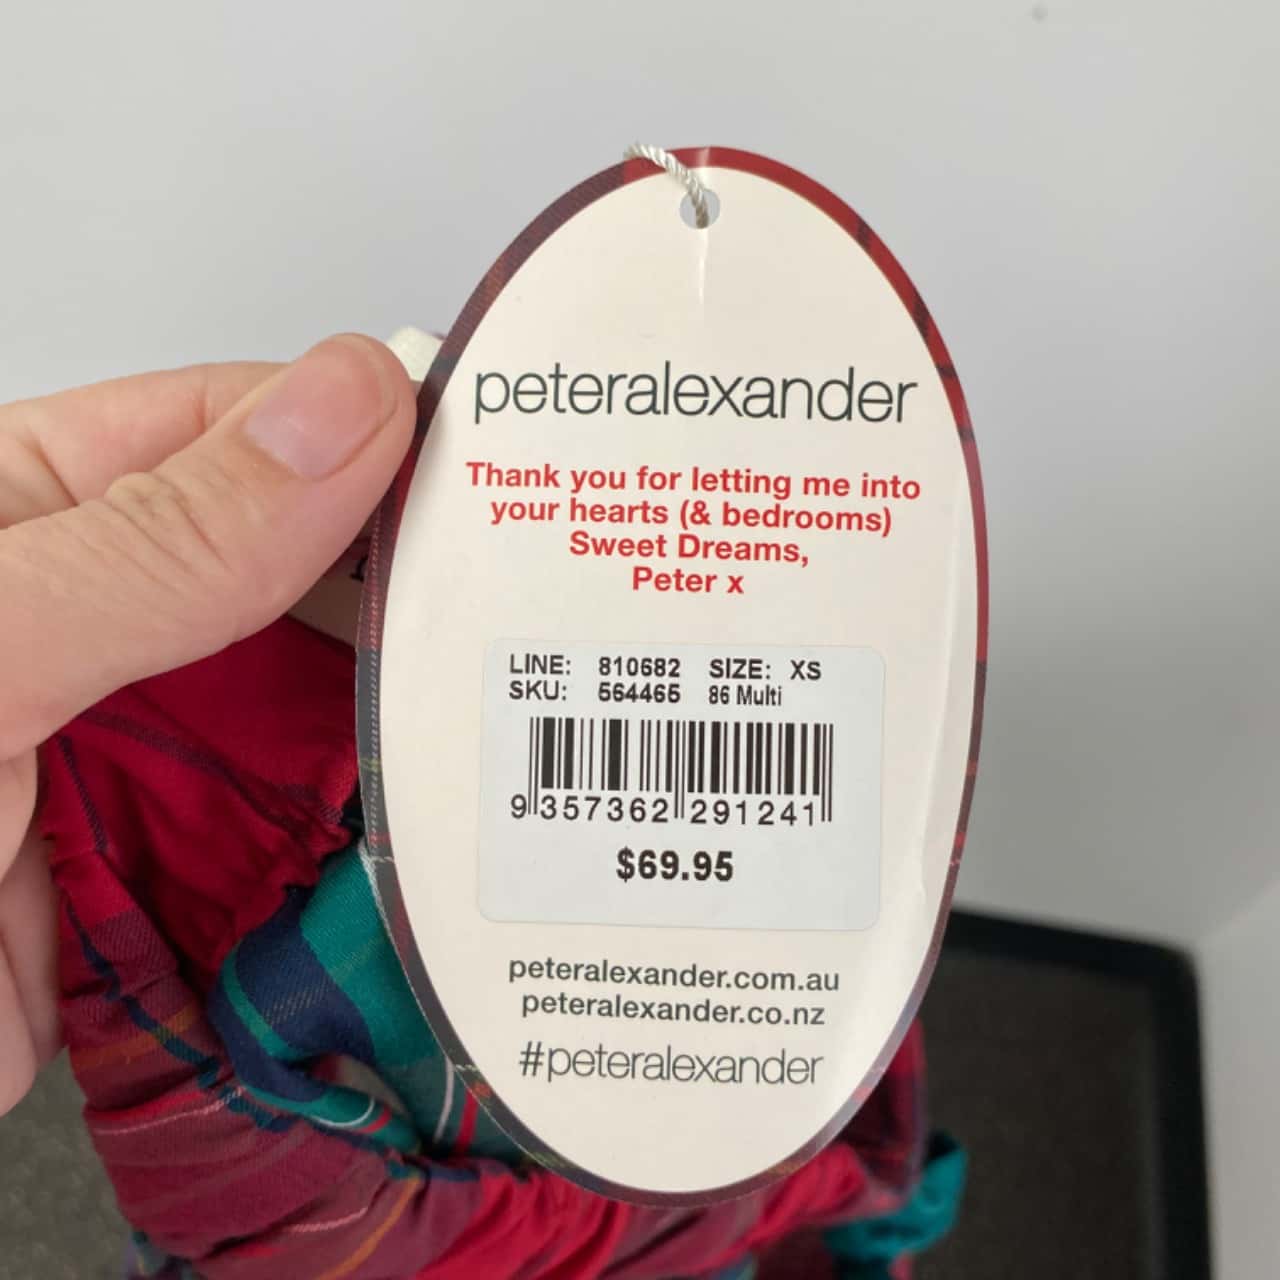 peteralexander
Thank you for letting me into
your hearts (& bedrooms)
Sweet Dreams,
Peter x
LINE: 810682 SIZE: XS
SKU: 564465 86 Multi
9 357362 291241
$69.95
peteralexander.com.au
peteralexander.co.nz
#peteralexander